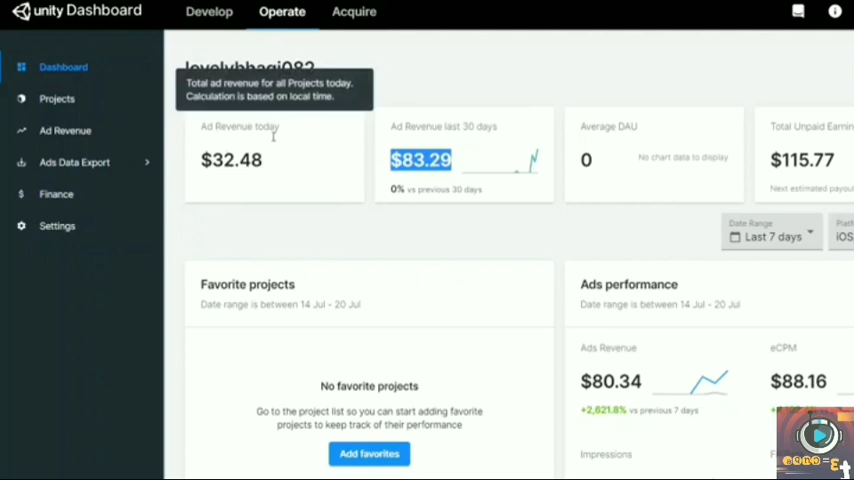 unity Dashboard
Develop
Operate
Acquire
Dashboard
Projects
Ad Revenue
Ads Data Export
Finance
Settings
lovelybhagi082
Total ad revenue for all Projects today.
Calculation is based on local time.
Ad Revenue today
$32.48
Ad Revenue last 30 days
$83.29
0% vs previous 30 days
Average DAU
0
No chart data to display
Total Unpaid Earnin
$115.77
Next estimated payou
Date Range
Last 7 days
Platf
iOS
Favorite projects
Date range is between 14 Jul - 20 Jul
No favorite projects
Go to the project list so you can start adding favorite
projects to keep track of their performance
Add favorites
Ads performance
Date range is between 14 Jul - 20 Jul
Ads Revenue
$80.34
+2,621.8% vs previous 7 days
eCPM
$88.16
Impressions